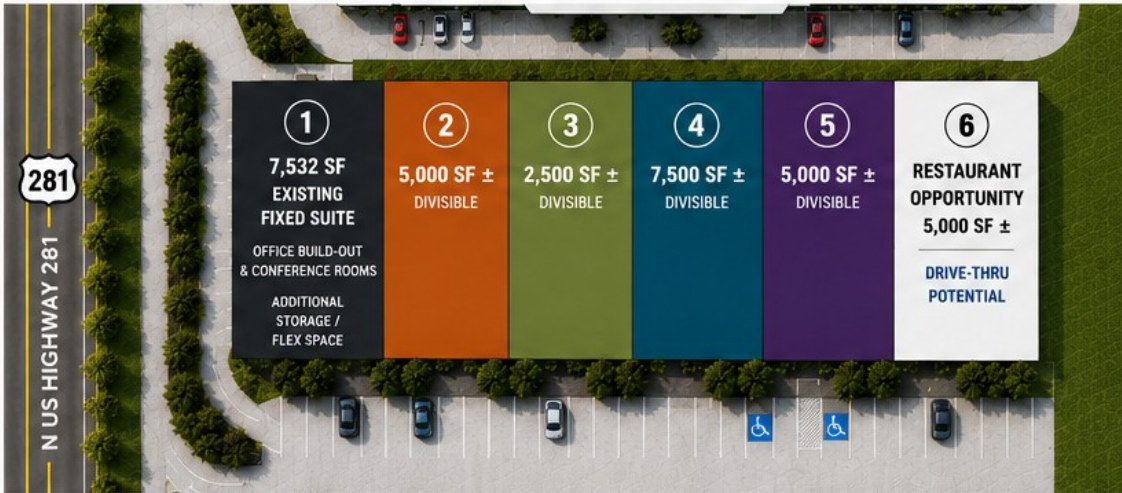 281
N US HIGHWAY 281
1
7,532 SF
EXISTING
FIXED SUITE
OFFICE BUILD-OUT
& CONFERENCE ROOMS
ADDITIONAL
STORAGE /
FLEX SPACE
2
5,000 SF ±
DIVISIBLE
3
2,500 SF ±
DIVISIBLE
4
7,500 SF ±
DIVISIBLE
5
5,000 SF ±
DIVISIBLE
6
RESTAURANT
OPPORTUNITY
5,000 SF ±
DRIVE-THRU
POTENTIAL